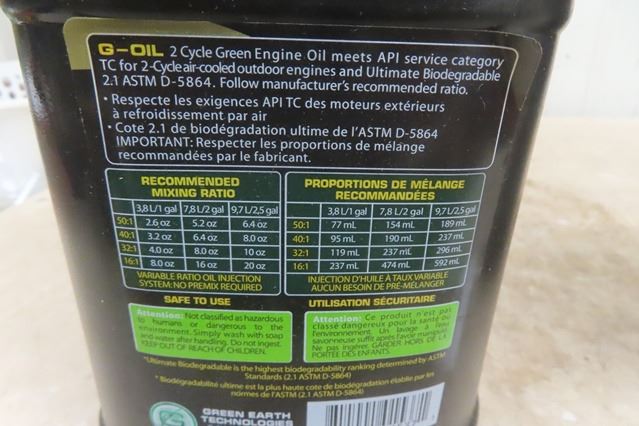 G-OIL 2 Cycle Green Engine Oil meets API service category
TC for 2-Cycle air-cooled outdoor engines and Ultimate Biodegradable
2.1 ASTM D-5864. Follow manufacturer's recommended ratio.
• Respecte les exigences API TC des moteurs extérieurs
à refroidissement par air
• Cote 2.1 de biodégradation ultime de l'ASTM D-5864
IMPORTANT: Respecter les proportions de mélange
recommandées par le fabricant.
RECOMMENDED
MIXING RATIO
3,8 L/1 gal 7,8 L/2 gal 9,7 L/2,5 gal
50:1 2.6 oz 5.2 oz 6.4 oz
40:1 3.2 oz 6.4 oz 8.0 oz
32:1 4.0 oz 8.0 oz 10 oz
16:1 8.0 oz 16 oz 20 oz
VARIABLE RATIO OIL INJECTION
SYSTEM: NO PREMIX REQUIRED
PROPORTIONS DE MÉLANGE
RECOMMANDÉES
3,8 L/1 gal 7,8 L/2 gal 9,7 L/2,5 gal
50:1 77 mL 154 mL 189 mL
40:1 95 mL 190 mL 237 mL
32:1 119 mL 237 mL 296 mL
16:1 237 mL 474 mL 592 mL
INJECTION D'HUILE À TAUX VARIABLE
AUCUN BESOIN DE PRÉ-MÉLANGER
SAFE TO USE
Attention: Not classified as hazardous
to humans or dangerous to the
environment. Simply wash with soap
and water after handling. Do not ingest.
KEEP OUT OF REACH OF CHILDREN.
UTILISATION SÉCURITAIRE
Attention: Ce produit n'est pas
classé dangereux pour la santé ou
l'environnement. Un lavage à l'eau
savonneuse suffit après l'avoir manipulé.
Ne pas ingérer. GARDER HORS DE LA
PORTÉE DES ENFANTS.
*Ultimate Biodegradable is the highest biodegradability ranking determined by ASTM
Standards (2.1 ASTM D-5864)
* Biodégradabilité ultime est la plus haute cote de biodégradation établie par les
normes de l'ASTM (2.1 ASTM D-5864)
GREEN EARTH
TECHNOLOGIES